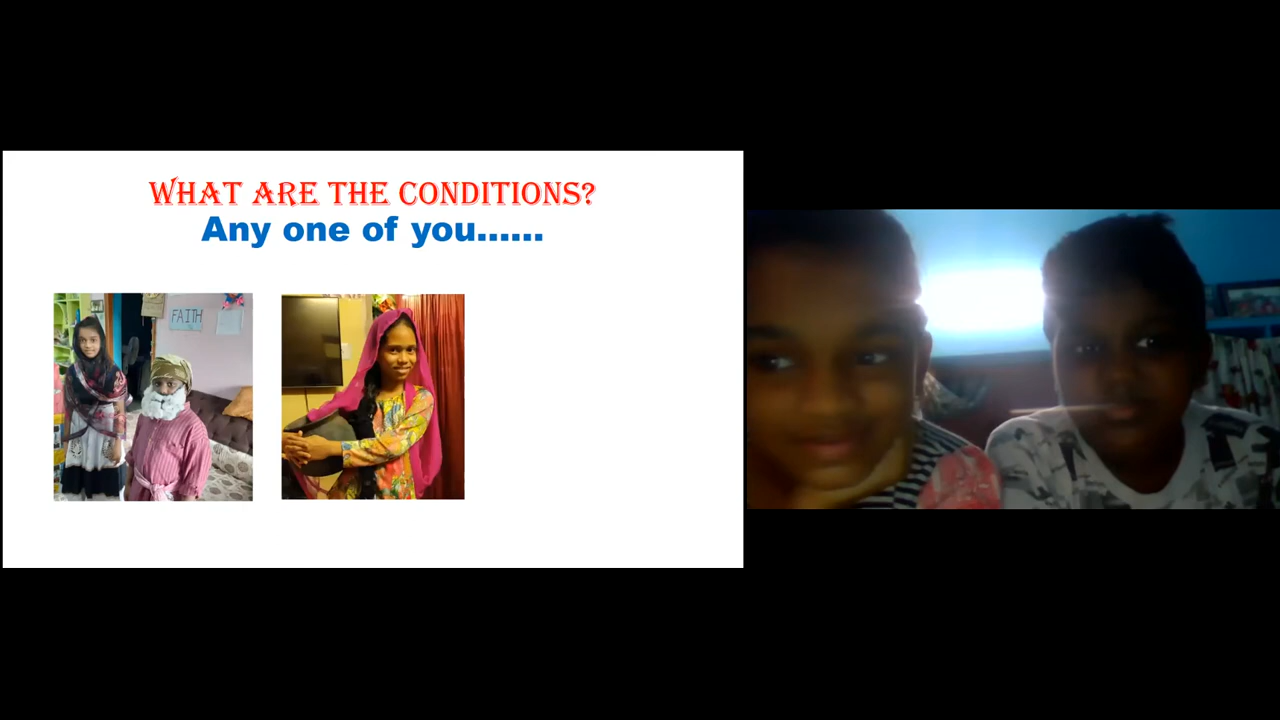 WHAT ARE THE CONDITIONS?
Any one of you......
FAITH